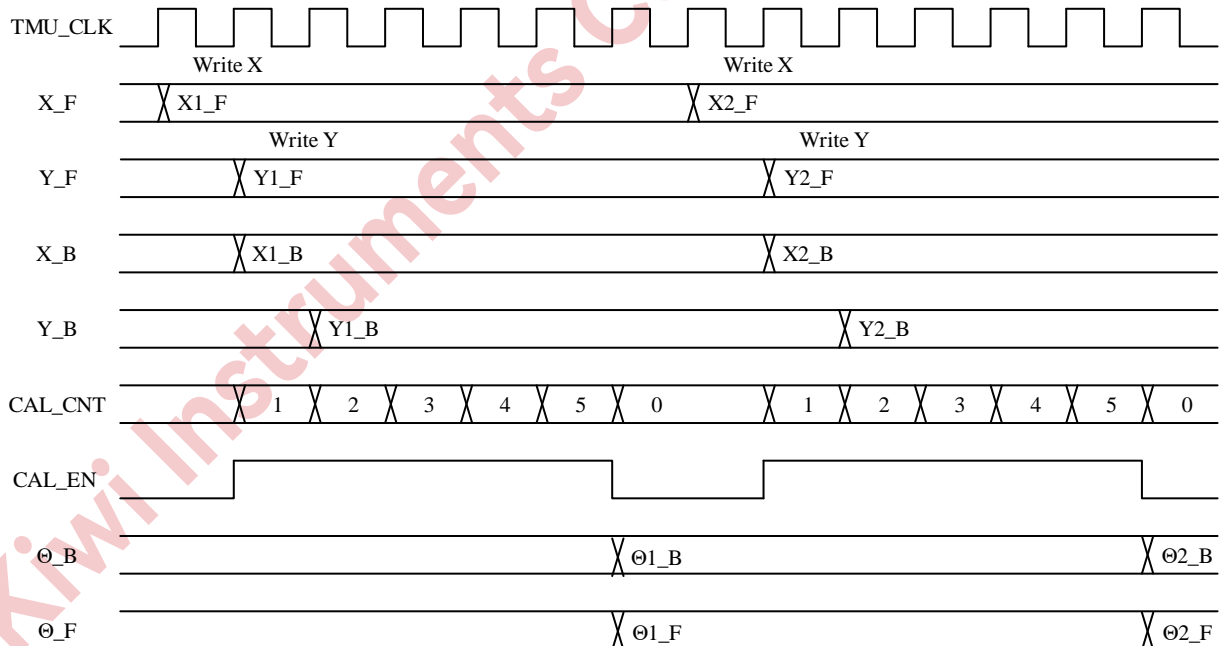 TMU_CLK
Write X Write X
X_F X1_F X2_F
Write Y Write Y
Y_F Y1_F Y2_F
X_B X1_B X2_B
Y_B Y1_B Y2_B
CAL_CNT 1 2 3 4 5 0 1 2 3 4 5 0
CAL_EN
Θ_B Θ1_B Θ2_B
Θ_F Θ1_F Θ2_F
Kiwi Instruments